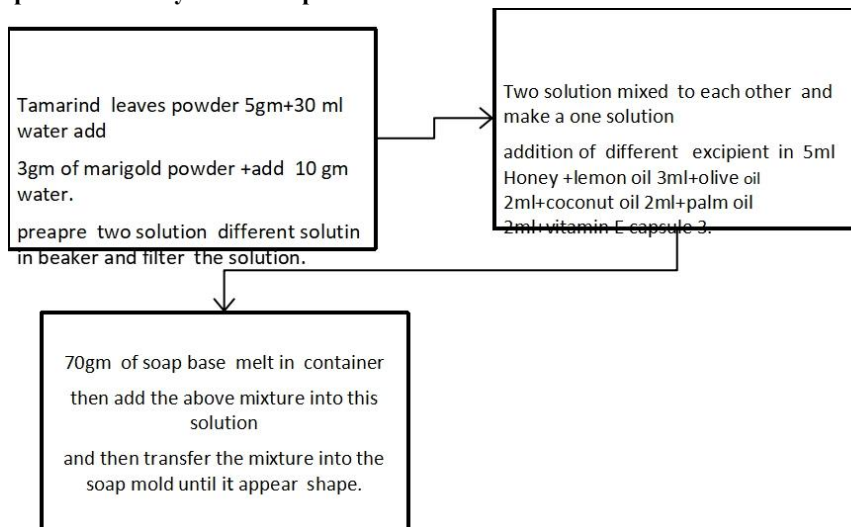 Tamarind leaves powder 5gm+30 ml
water add
3gm of marigold powder +add 10 gm
water.
preapre two solution different solutin
in beaker and filter the solution.
Two solution mixed to each other and
make a one solution
addition of different excipient in 5ml
Honey +lemon oil 3ml+olive oil
2ml+coconut oil 2ml+palm oil
2ml+vitamin E capsule 3.
70gm of soap base melt in container
then add the above mixture into this
solution
and then transfer the mixture into the
soap mold until it appear shape.